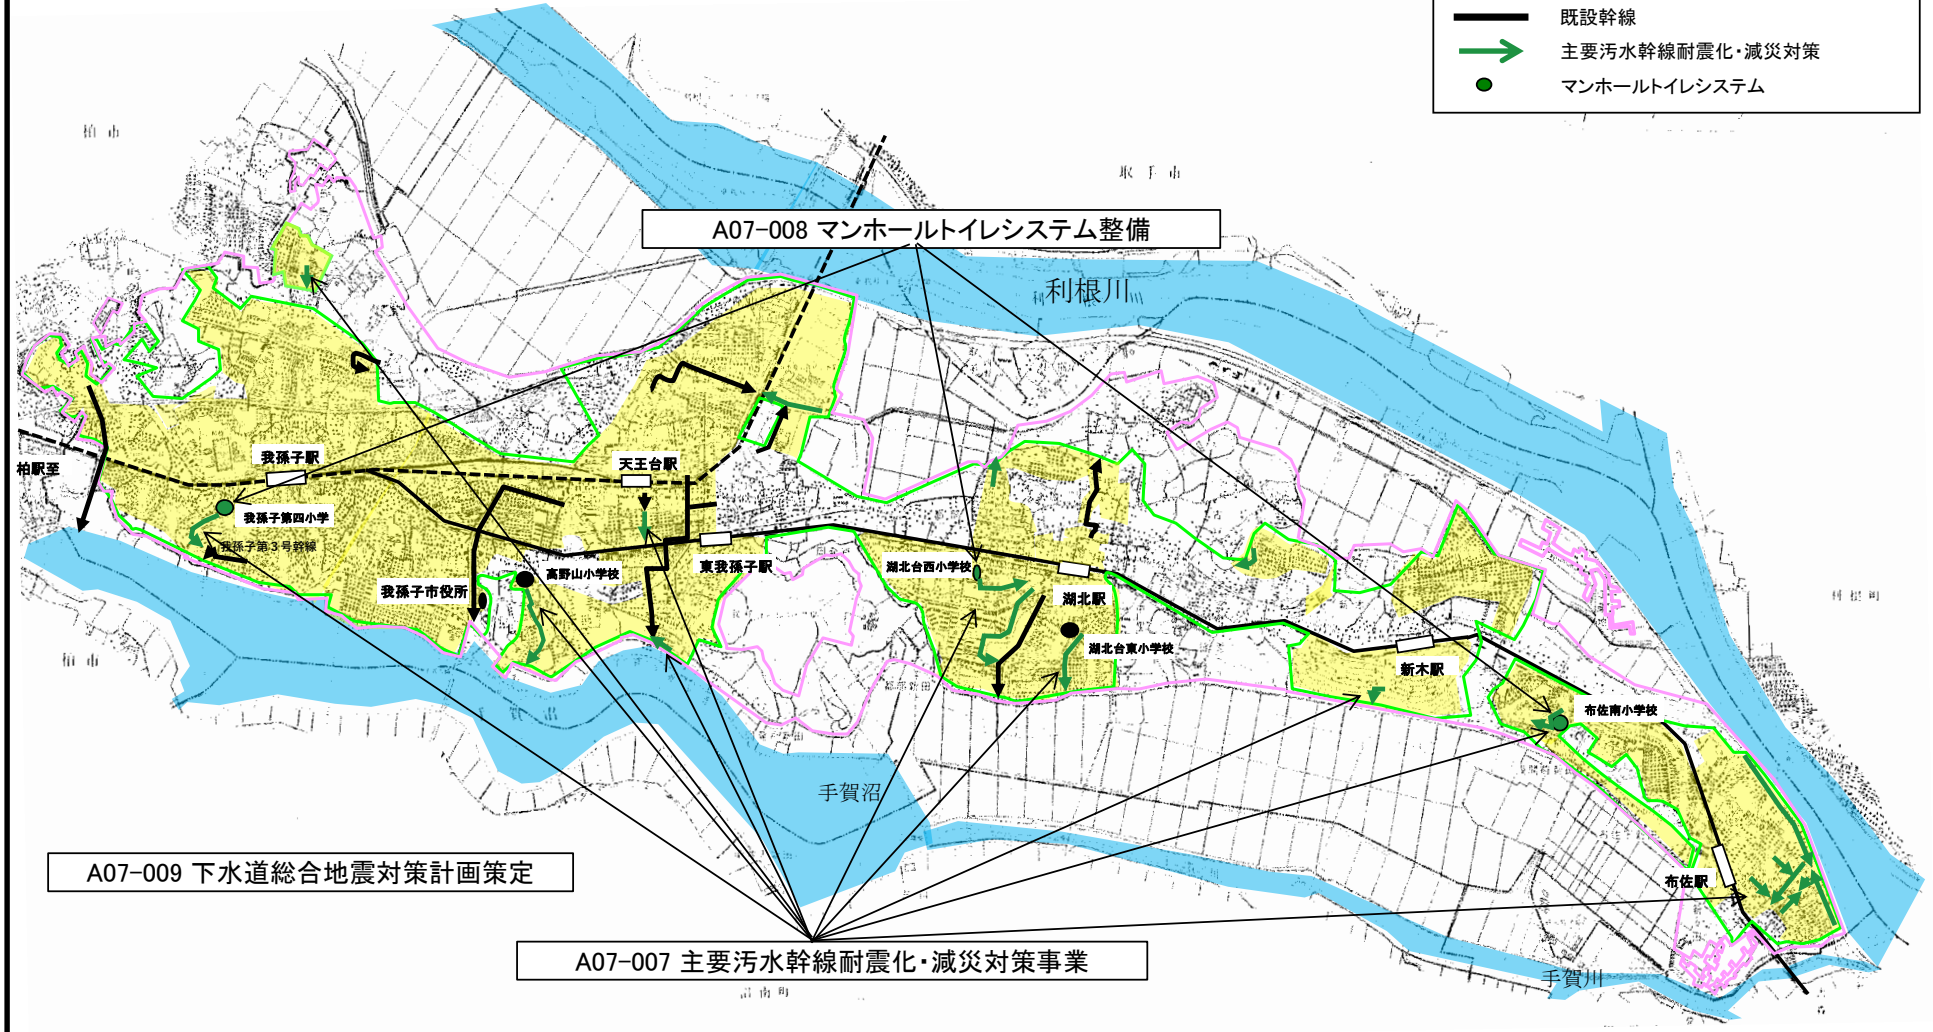 既設幹線
主要汚水幹線耐震化・減災対策
マンホールトイレシステム
柏市
取手市
A07-008 マンホールトイレシステム整備
利根川
柏駅至
我孫子駅
天王台駅
我孫子第四小学
我孫子第3号幹線
我孫子市役所
高野山小学校
東我孫子駅
湖北台西小学校
湖北駅
湖北台東小学校
新木駅
布佐南小学校
利根町
柏市
手賀沼
布佐駅
A07-009 下水道総合地震対策計画策定
A07-007 主要汚水幹線耐震化・減災対策事業
手賀川